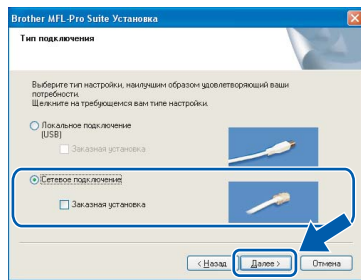 Brother MFL-Pro Suite Установка
Тип подключения
Выберите тип настройки, наилучшим образом удовлетворяющий ваши
потребности.
Щелкните на требующемся вам типе настройки.
Локальное подключение
(USB)
Заказная установка
Сетевое подключение
Заказная установка
< Назад
Далее >
Отмена